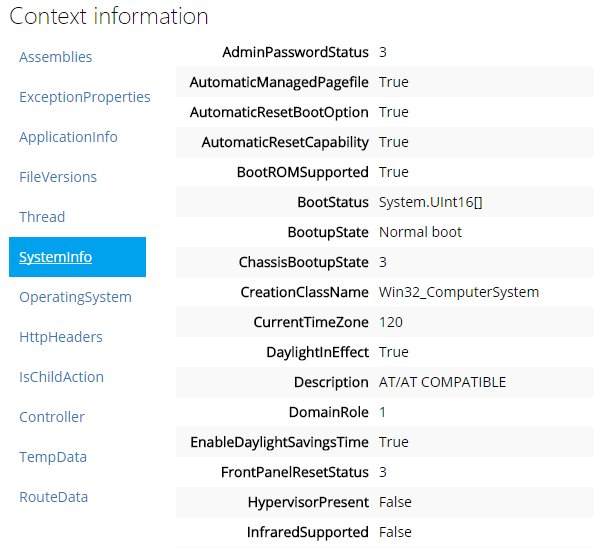 Context information
Assemblies
ExceptionProperties
ApplicationInfo
FileVersions
Thread
SystemInfo
OperatingSystem
HttpHeaders
IsChildAction
Controller
TempData
RouteData
AdminPasswordStatus 3
AutomaticManagedPagefile True
AutomaticResetBootOption True
AutomaticResetCapability True
BootROMSupported True
BootStatus System.UInt16[]
BootupState Normal boot
ChassisBootupState 3
CreationClassName Win32_ComputerSystem
CurrentTimeZone 120
DaylightInEffect True
Description AT/AT COMPATIBLE
DomainRole 1
EnableDaylightSavingsTime True
FrontPanelResetStatus 3
HypervisorPresent False
InfraredSupported False